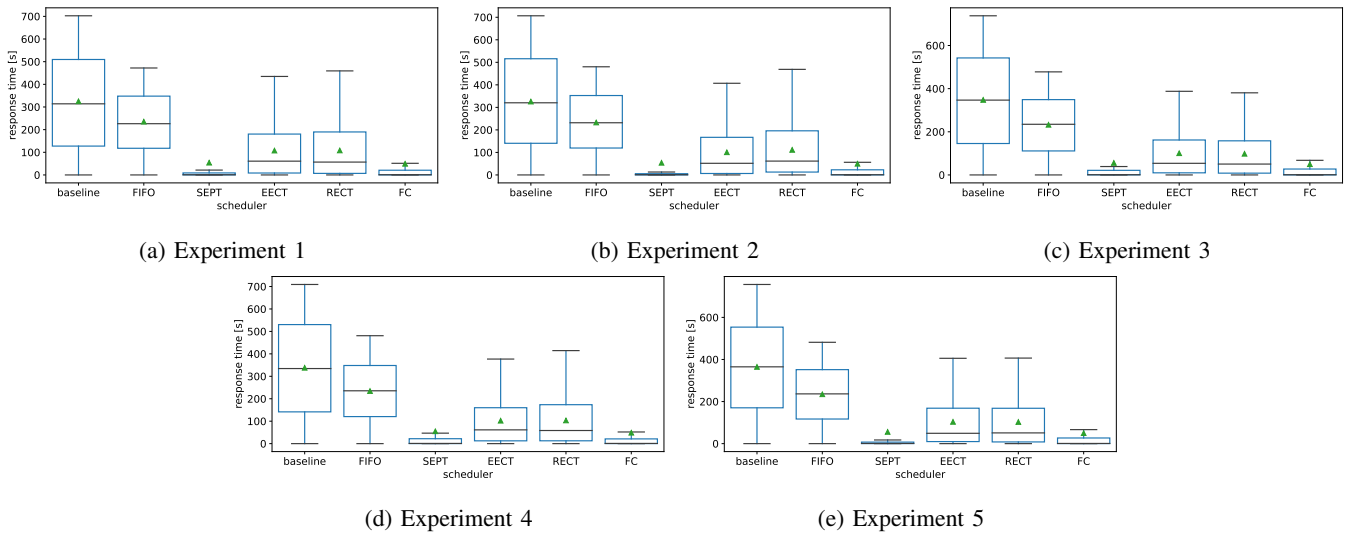 700
600
500
400
300
200
100
0
response time [s]
baseline FIFO SEPT EECT RECT FC
scheduler
(a) Experiment 1
700
600
500
400
300
200
100
0
response time [s]
baseline FIFO SEPT EECT RECT FC
scheduler
(b) Experiment 2
600
400
200
0
response time [s]
baseline FIFO SEPT EECT RECT FC
scheduler
(c) Experiment 3
700
600
500
400
300
200
100
0
response time [s]
baseline FIFO SEPT EECT RECT FC
scheduler
(d) Experiment 4
600
400
200
0
response time [s]
baseline FIFO SEPT EECT RECT FC
scheduler
(e) Experiment 5